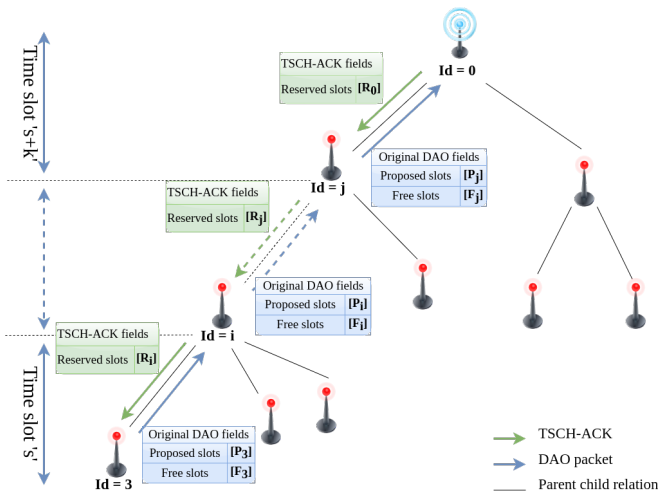 Id = 0
TSCH-ACK fields
Reserved slots [R0]
Time slot 's+k'
Original DAO fields
Proposed slots [Pj]
Free slots [Fj]
Id = j
TSCH-ACK fields
Reserved slots [Rj]
Original DAO fields
Proposed slots [Pi]
Free slots [Fi]
Id = i
TSCH-ACK fields
Reserved slots [Ri]
Time slot 's'
Original DAO fields
Proposed slots [P3]
Free slots [F3]
Id = 3
TSCH-ACK
DAO packet
Parent child relation